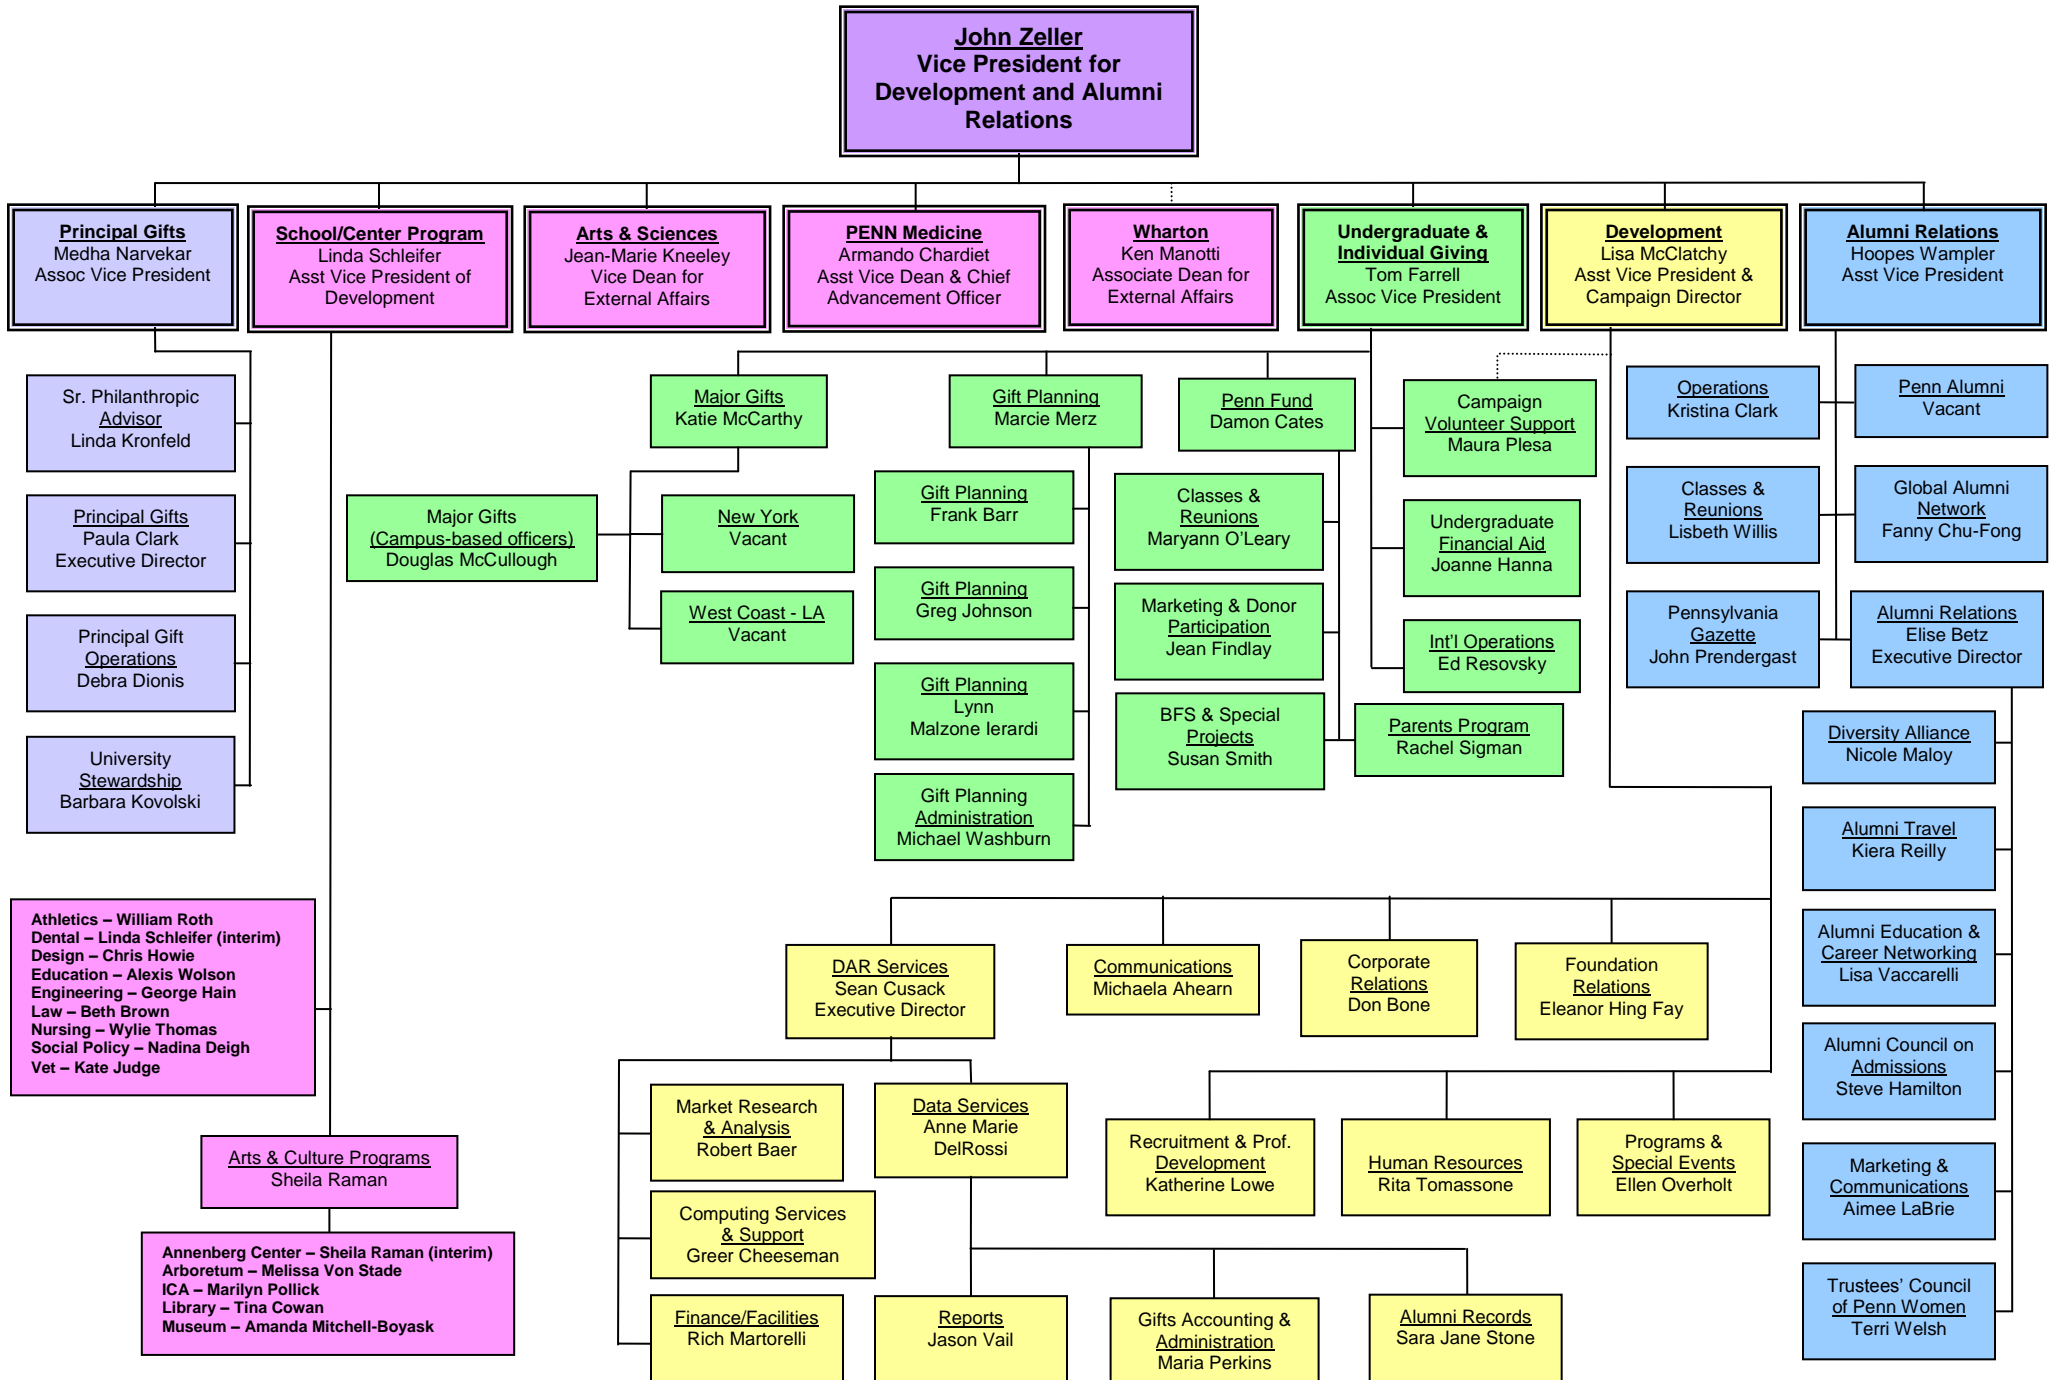 John Zeller
Vice President for
Development and Alumni
Relations
Principal Gifts
Medha Narvekar
Assoc Vice President
School/Center Program
Linda Schleifer
Asst Vice President of
Development
Arts & Sciences
Jean-Marie Kneeley
Vice Dean for
External Affairs
PENN Medicine
Armando Chardiet
Asst Vice Dean & Chief
Advancement Officer
Wharton
Ken Manotti
Associate Dean for
External Affairs
Undergraduate &
Individual Giving
Tom Farrell
Assoc Vice President
Development
Lisa McClatchy
Asst Vice President &
Campaign Director
Alumni Relations
Hoopes Wampler
Asst Vice President
Sr. Philanthropic
Advisor
Linda Kronfeld
Principal Gifts
Paula Clark
Executive Director
Principal Gift
Operations
Debra Dionis
University
Stewardship
Barbara Kovolski
Major Gifts
Katie McCarthy
Major Gifts
(Campus-based officers)
Douglas McCullough
New York
Vacant
West Coast - LA
Vacant
Gift Planning
Marcie Merz
Gift Planning
Frank Barr
Gift Planning
Greg Johnson
Gift Planning
Lynn
Malzone Ierardi
Gift Planning
Administration
Michael Washburn
Penn Fund
Damon Cates
Classes &
Reunions
Maryann O’Leary
Marketing & Donor
Participation
Jean Findlay
BFS & Special
Projects
Susan Smith
Parents Program
Rachel Sigman
Campaign
Volunteer Support
Maura Plesa
Undergraduate
Financial Aid
Joanne Hanna
Int’l Operations
Ed Resovsky
Operations
Kristina Clark
Penn Alumni
Vacant
Classes &
Reunions
Lisbeth Willis
Global Alumni
Network
Fanny Chu-Fong
Pennsylvania
Gazette
John Prendergast
Alumni Relations
Elise Betz
Executive Director
Diversity Alliance
Nicole Maloy
Alumni Travel
Kiera Reilly
Alumni Education &
Career Networking
Lisa Vaccarelli
Alumni Council on
Admissions
Steve Hamilton
Marketing &
Communications
Aimee LaBrie
Trustees’ Council
of Penn Women
Terri Welsh
Athletics – William Roth
Dental – Linda Schleifer (interim)
Design – Chris Howie
Education – Alexis Wolson
Engineering – George Hain
Law – Beth Brown
Nursing – Wylie Thomas
Social Policy – Nadina Deigh
Vet – Kate Judge
Arts & Culture Programs
Sheila Raman
Annenberg Center – Sheila Raman (interim)
Arboretum – Melissa Von Stade
ICA – Marilyn Pollick
Library – Tina Cowan
Museum – Amanda Mitchell-Boyask
DAR Services
Sean Cusack
Executive Director
Communications
Michaela Ahearn
Corporate
Relations
Don Bone
Foundation
Relations
Eleanor Hing Fay
Market Research
& Analysis
Robert Baer
Data Services
Anne Marie
DelRossi
Recruitment & Prof.
Development
Katherine Lowe
Human Resources
Rita Tomassone
Programs &
Special Events
Ellen Overholt
Computing Services
& Support
Greer Cheeseman
Finance/Facilities
Rich Martorelli
Reports
Jason Vail
Gifts Accounting &
Administration
Maria Perkins
Alumni Records
Sara Jane Stone